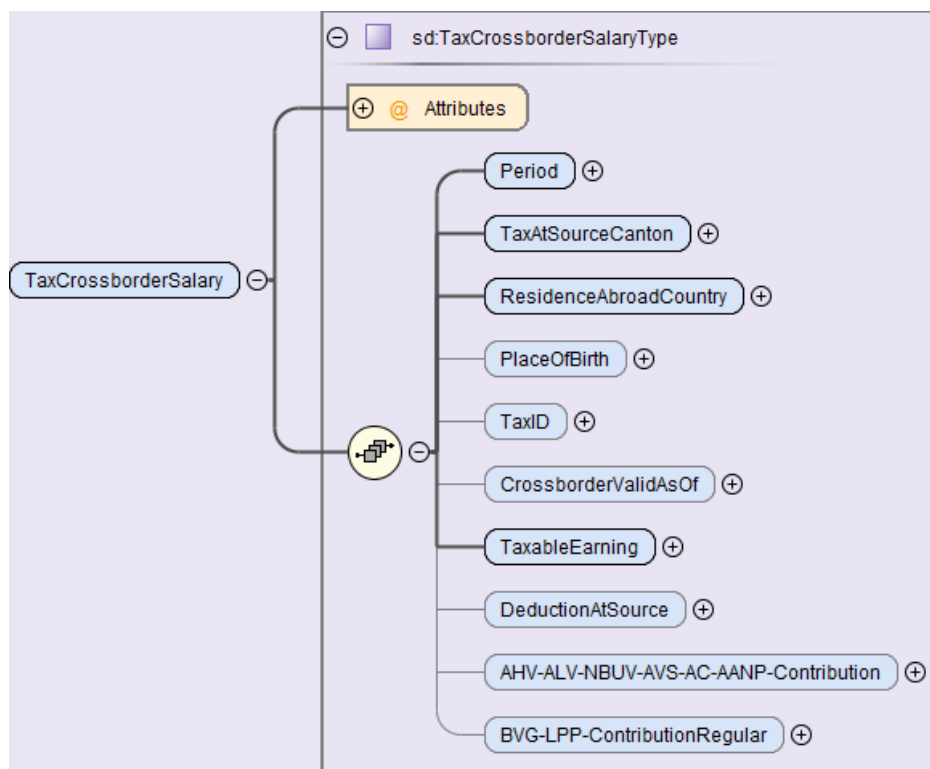 sd:TaxCrossborderSalaryType
@ Attributes
Period
TaxAtSourceCanton
TaxCrossborderSalary
ResidenceAbroadCountry
PlaceOfBirth
TaxID
CrossborderValidAsOf
TaxableEarning
DeductionAtSource
AHV-ALV-NBUV-AVS-AC-AANP-Contribution
BVG-LPP-ContributionRegular